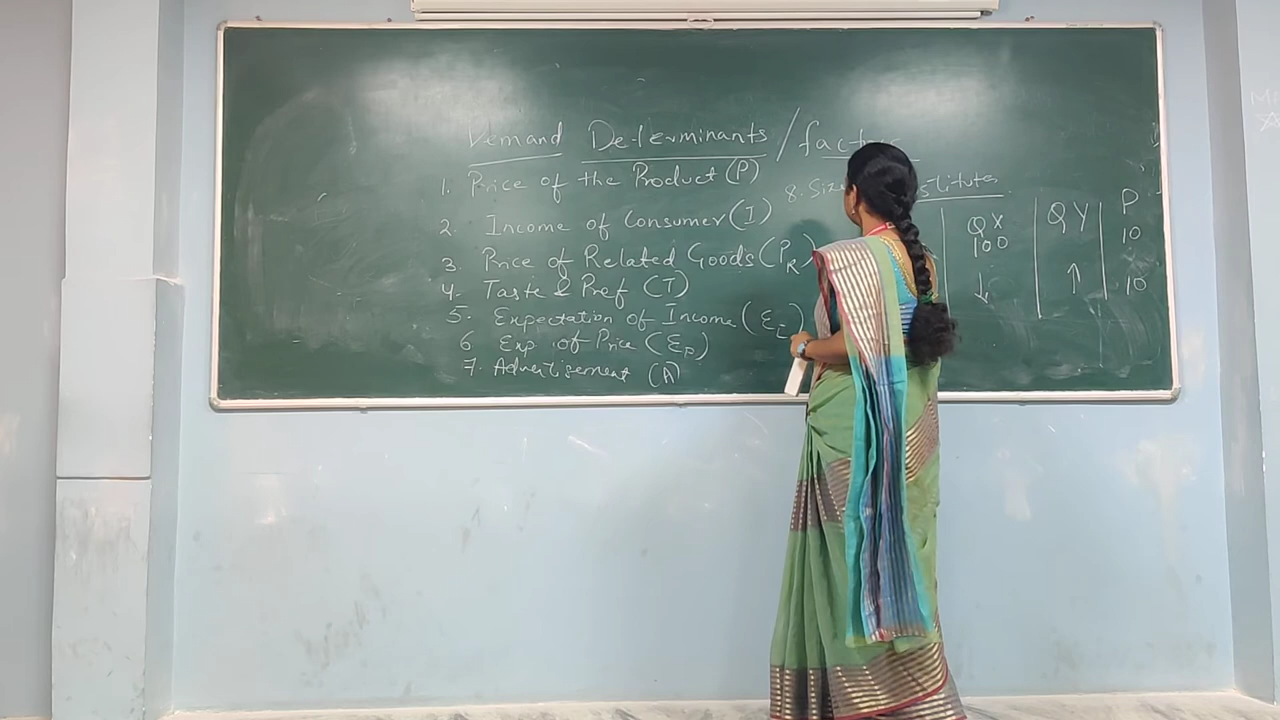 Demand Determinants / factors
1. Price of the Product (P)
2. Income of Consumer (I)
3. Price of Related Goods (PR)
4. Taste & Pref (T)
5. Expectation of Income (EI)
6 Exp. of Price (EP)
7. Advertisement (A)
8.
QX QY P
100 10
↓ ↑ 10